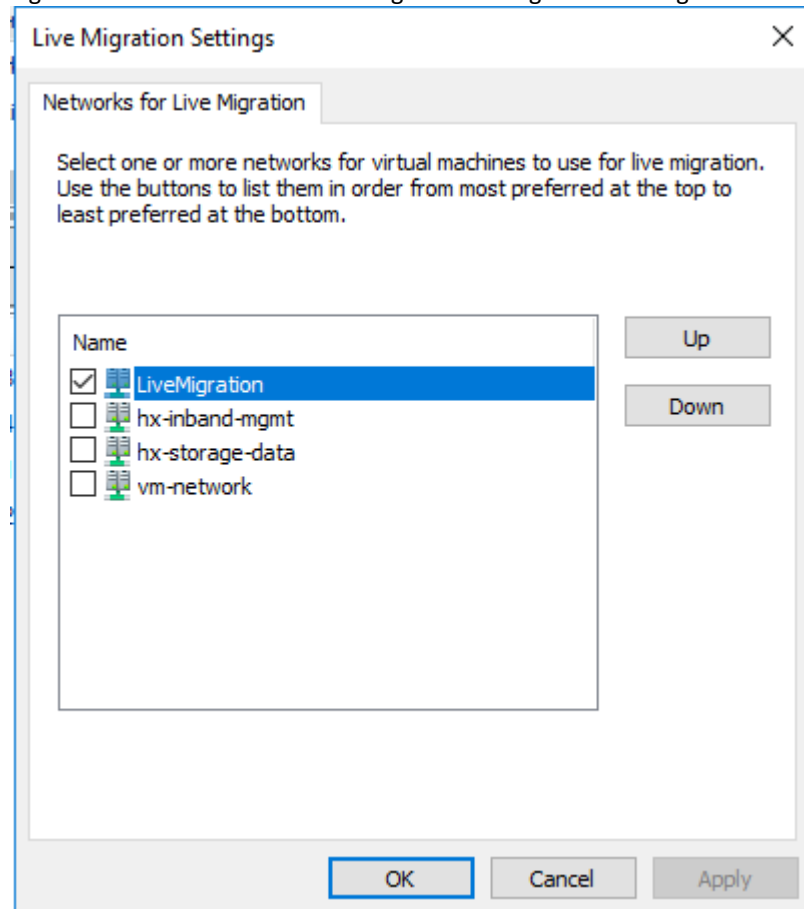 Live Migration Settings
Networks for Live Migration
Select one or more networks for virtual machines to use for live migration.
Use the buttons to list them in order from most preferred at the top to
least preferred at the bottom.
Name
Up
LiveMigration
Down
hx-inband-mgmt
hx-storage-data
vm-network
OK
Cancel
Apply